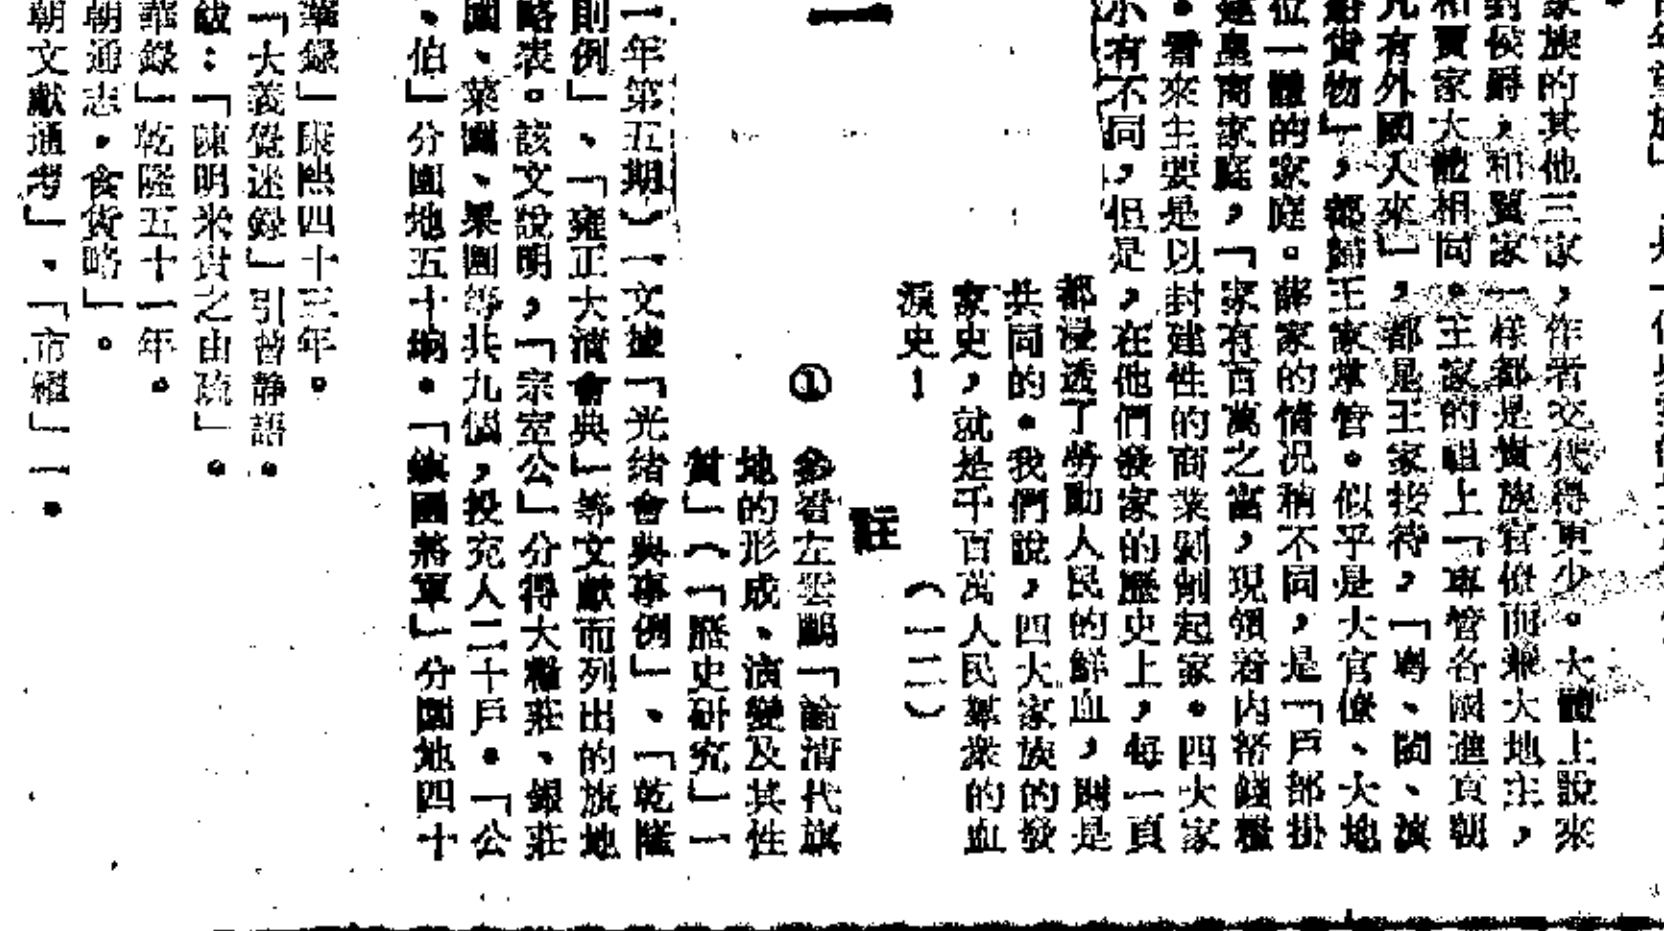 家族的其他三家，作者交代得更少。大體上說來
封侯爵，和賈家一樣都是貴族官僚而兼大地主，
和賈家大體相同。王家的祖上「專管各國進貢朝
凡有外國人來」，都是王家接待，「粵、閩、滇
貨物」，都歸王家掌管。似乎是大官僚、大地
位一體的家庭。薛家的情况稍不同，是「戶部掛
皇商家庭，「家有百萬之富，現領着內帑錢糧
。看來主要是以封建性的商業剝削起家。四大家
小有不同，但是，在他們發家的歷史上，每一頁
都浸透了勞動人民的鮮血，則是
共同的。我們說，四大家族的發
家史，就是千百萬人民羣衆的血
淚史！
（一二）
註
① 參看左雲鵬「論清代旗
地的形成、演變及其性
質」（「歷史研究」一
一年第五期）一文據「光緒會典事例」、「乾隆
則例」、「雍正大清會典」等文獻而列出的旗地
略表。該文說明，「宗室公」分得大糧莊、銀莊
園、菜園、果園等共九個，投充人二十戶。「公
、伯」分園地五十垧。「鎮國將軍」分園地四十
華錄」康熙四十三年。
「大義覺迷錄」引曾静語。
：「陳明米貴之由疏」。
華錄」乾隆五十一年。
朝通志，食貨略」。
朝文獻通考」、「市糴」一。